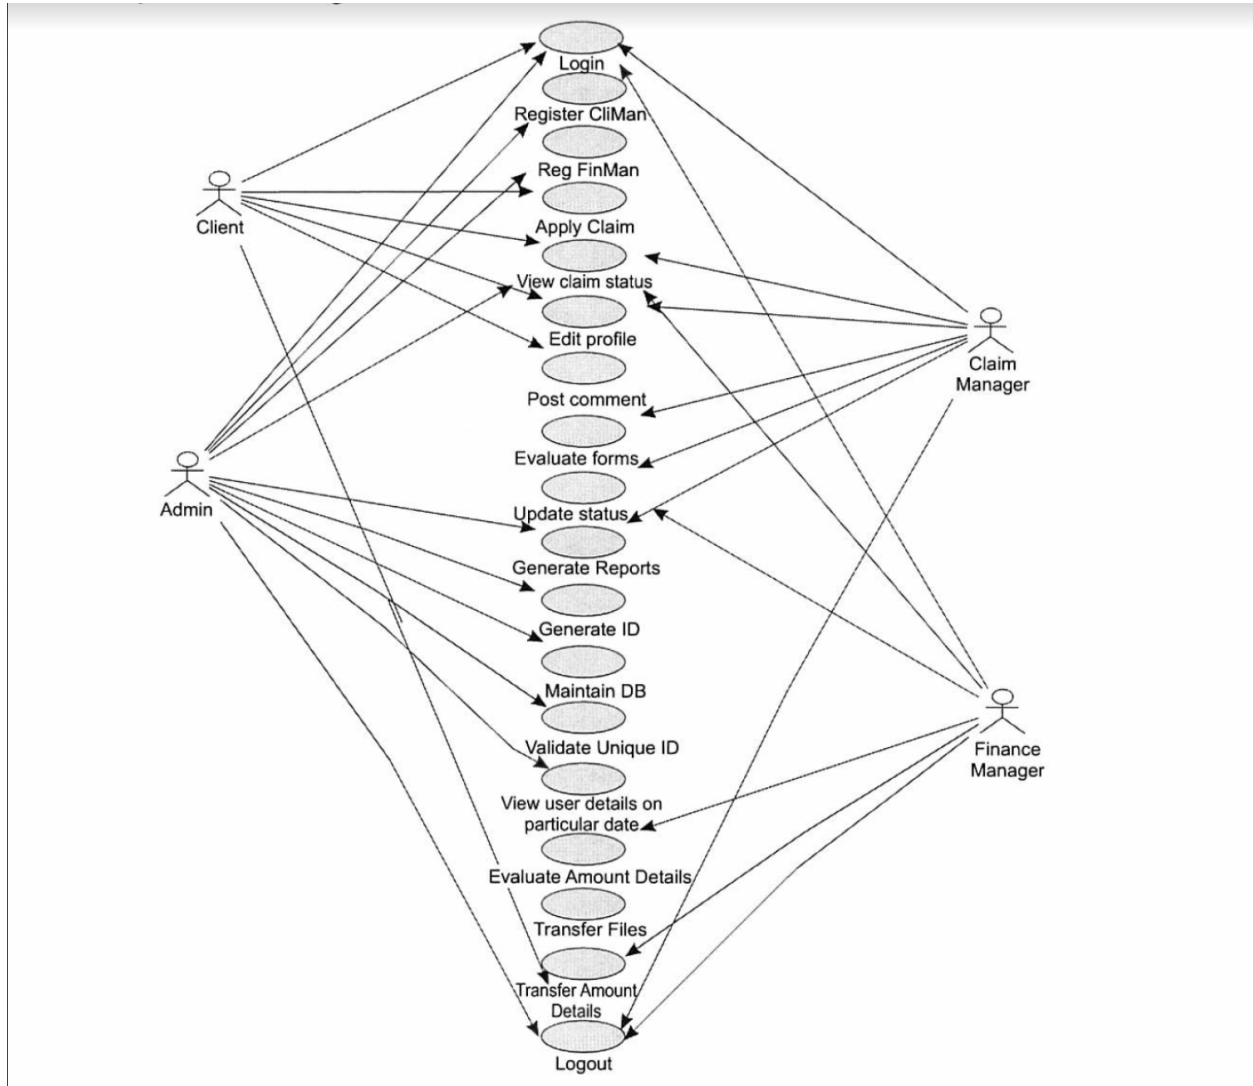 Login
Register CliMan
Reg FinMan
Client
Apply Claim
View claim status
Edit profile
Claim
Manager
Post comment
Evaluate forms
Admin
Update status
Generate Reports
Generate ID
Maintain DB
Validate Unique ID
Finance
Manager
View user details on
particular date
Evaluate Amount Details
Transfer Files
Transfer Amount
Details
Logout